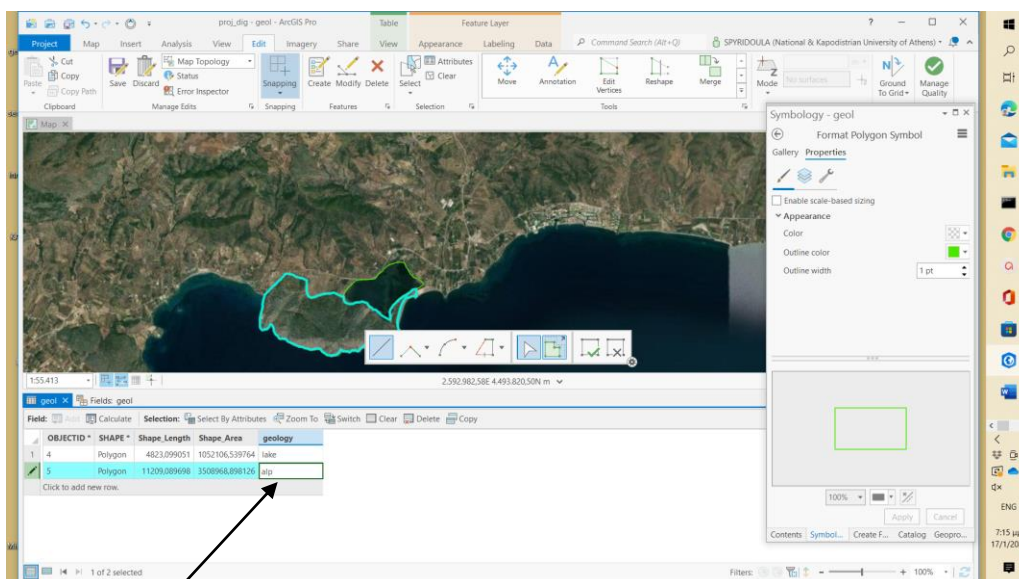 proj_dig - geol - ArcGIS Pro
Table
Feature Layer
Project Map Insert Analysis View Edit Imagery Share View Appearance Labeling Data
Command Search (Alt+Q)
SPYRIDOULA (National & Kapodistrian University of Athens)
Cut
Copy
Copy Path
Paste
Clipboard
Save Discard
Map Topology
Status
Error Inspector
Manage Edits
Snapping
Snapping
Create Modify Delete
Features
Select
Attributes
Clear
Selection
Move Annotation Edit Vertices Reshape Merge
Tools
Mode
No surfaces
Ground To Grid
Manage Quality
Map
Symbology - geol
Format Polygon Symbol
Gallery Properties
Enable scale-based sizing
Appearance
Color
Outline color
Outline width 1 pt
100%
Apply Cancel
Contents Symbol... Create F... Catalog Geopro...
1:55.413
2.592.982,58E 4.493.820,50N m
geol Fields: geol
Field: Add Calculate Selection: Select By Attributes Zoom To Switch Clear Delete Copy
OBJECTID * SHAPE * Shape_Length Shape_Area geology
1 4 Polygon 4823,099051 1052106,539764 lake
5 Polygon 11209,089698 3508968,898126 alp
Click to add new row.
1 of 2 selected
Filters:
100%
ENG
7:15 μμ
17/1/20